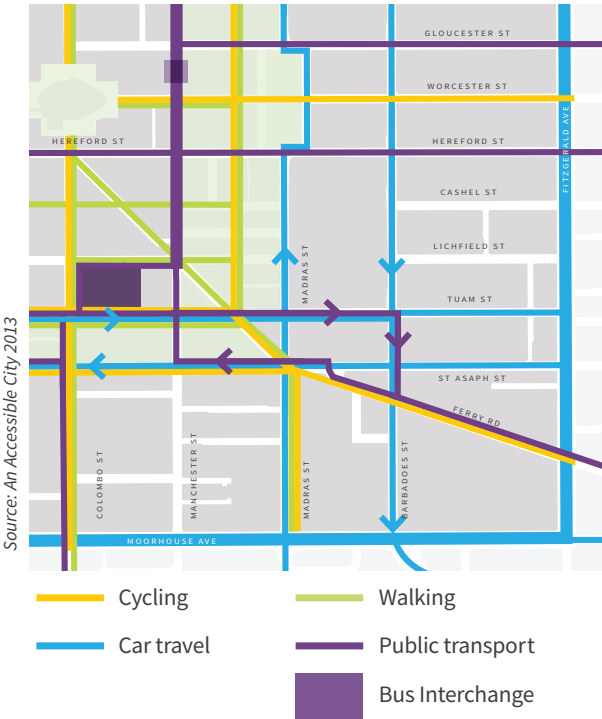 GLOUCESTER ST
WORCESTER ST
FITZGERALD AVE
HEREFORD ST
HEREFORD ST
CASHEL ST
LICHFIELD ST
MADRAS ST
TUAM ST
ST ASAPH ST
FERRY RD
COLOMBO ST
MANCHESTER ST
MADRAS ST
BARBADOES ST
MOORHOUSE AVE
Source: An Accessible City 2013
Cycling
Walking
Car travel
Public transport
Bus Interchange